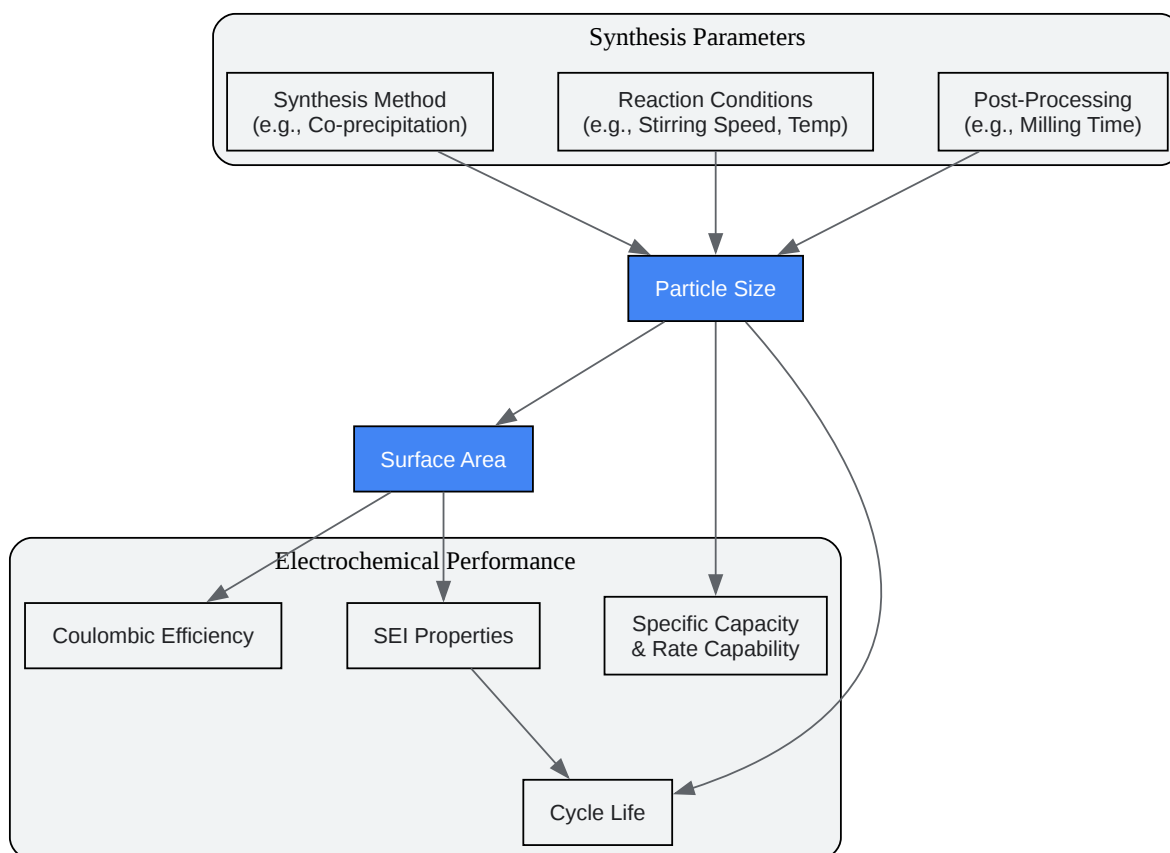 Synthesis Parameters
Synthesis Method
(e.g., Co-precipitation)
Reaction Conditions
(e.g., Stirring Speed, Temp)
Post-Processing
(e.g., Milling Time)
Particle Size
Surface Area
Electrochemical Performance
Coulombic Efficiency
SEI Properties
Specific Capacity
& Rate Capability
Cycle Life